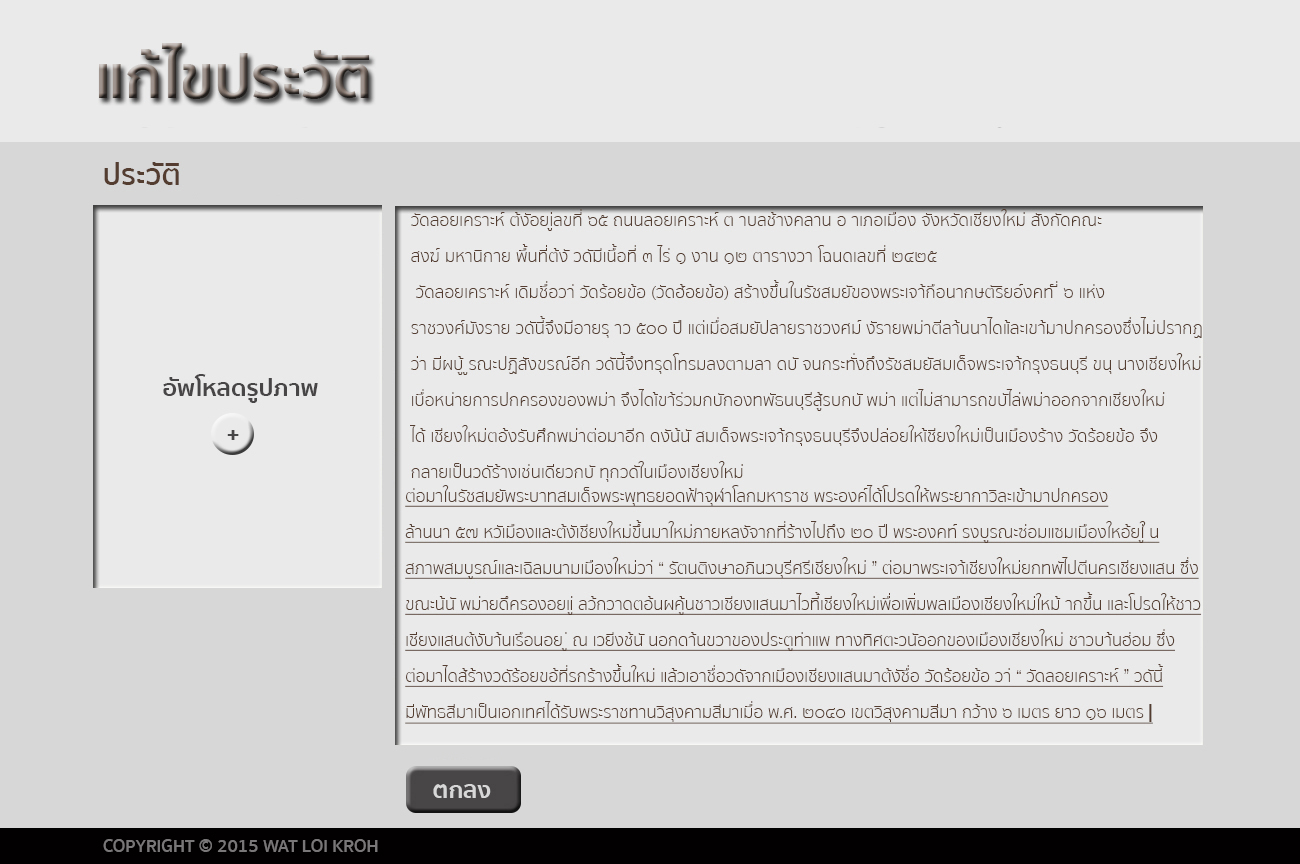 แก้ไขประวัติ
ประวัติ
อัพโหลดรูปภาพ
+
วัดลอยเคราะห์ ตัง้อยู่เลขที่ ๖๕ ถนนลอยเคราะห์ ต าบลช้างคลาน อ าเภอเมือง จังหวัดเชียงใหม่ สังกัดคณะ
สงฆ์ มหานิกาย พื้นที่ตัง้ วดัมีเนื้อที่ ๓ ไร่ ๑ งาน ๑๒ ตารางวา โฉนดเลขที่ ๒๔๒๕
วัดลอยเคราะห์ เดิมชื่อวา่ วัดร้อยข้อ (วัดฮ้อยข้อ) สร้างขึ้นในรัชสมยัของพระเจา้กือนากษตัริยอ์งคท์ ี่ ๖ แห่ง
ราชวงศ์มังราย วดันี้จึงมีอายรุ าว ๕๐๐ ปี แต่เมื่อสมยัปลายราชวงศม์ งัรายพม่าตีลา้นนาไดแ้ละเขา้มาปกครองซึ่งไม่ปรากฏ
ว่า มีผบู้ ูรณะปฏิสังขรณ์อีก วดันี้จึงทรุดโทรมลงตามลา ดบั จนกระทั่งถึงรัชสมยัสมเด็จพระเจา้กรุงธนบุรี ขนุ นางเชียงใหม่
เบื่อหน่ายการปกครองของพม่า จึงไดเ้ขา้ร่วมกบักองทพัธนบุรีสู้รบกบั พม่า แต่ไม่สามารถขบัไล่พม่าออกจากเชียงใหม่
ได้ เชียงใหม่ตอ้งรับศึกพม่าต่อมาอีก ดงันั้น สมเด็จพระเจา้กรุงธนบุรีจึงปล่อยใหเ้ชียงใหม่เป็นเมืองร้าง วัดร้อยข้อ จึง
กลายเป็นวดัร้างเช่นเดียวกบั ทุกวดัในเมืองเชียงใหม่
ต่อมาในรัชสมยัพระบาทสมเด็จพระพุทธยอดฟ้าจุฬาโลกมหาราช พระองค์ได้โปรดให้พระยากาวิละเข้ามาปกครอง
ล้านนา ๕๗ หวัเมืองและตัง้เชียงใหม่ขึ้นมาใหม่ภายหลงัจากที่ร้างไปถึง ๒๐ ปี พระองคท์ รงบูรณะซ่อมแซมเมืองใหอ้ยใู่ น
สภาพสมบูรณ์และเฉิลมนามเมืองใหม่วา่ “ รัตนติงษาอภินวบุรีศรีเชียงใหม่ ” ต่อมาพระเจา้เชียงใหม่ยกทพัไปตีนครเชียงแสน ซึ่ง
ขณะนั้น พม่ายดึครองอยแู่ ลว้กวาดตอ้นผคู้นชาวเชียงแสนมาไวที้่เชียงใหม่เพื่อเพิ่มพลเมืองเชียงใหม่ใหม้ ากขึ้น และโปรดให้ชาว
เชียงแสนตัง้บา้นเรือนอย ู่ ณ เวยีงชั้น นอกดา้นขวาของประตูท่าแพ ทางทิศตะวนัออกของเมืองเชียงใหม่ ชาวบา้นฮ่อม ซึ่ง
ต่อมาไดส้ร้างวดัร้อยขอ้ที่รกร้างขึ้นใหม่ แล้วเอาชื่อวดัจากเมืองเชียงแสนมาตัง้ชื่อ วัดร้อยข้อ วา่ “ วัดลอยเคราะห์ ” วดันี้
มีพัทธสีมาเป็นเอกเทศได้รับพระราชทานวิสุงคามสีมาเมื่อ พ.ศ. ๒๐๔๐ เขตวิสุงคามสีมา กว้าง ๖ เมตร ยาว ๑๖ เมตร
ตกลง
COPYRIGHT © 2015 WAT LOI KROH